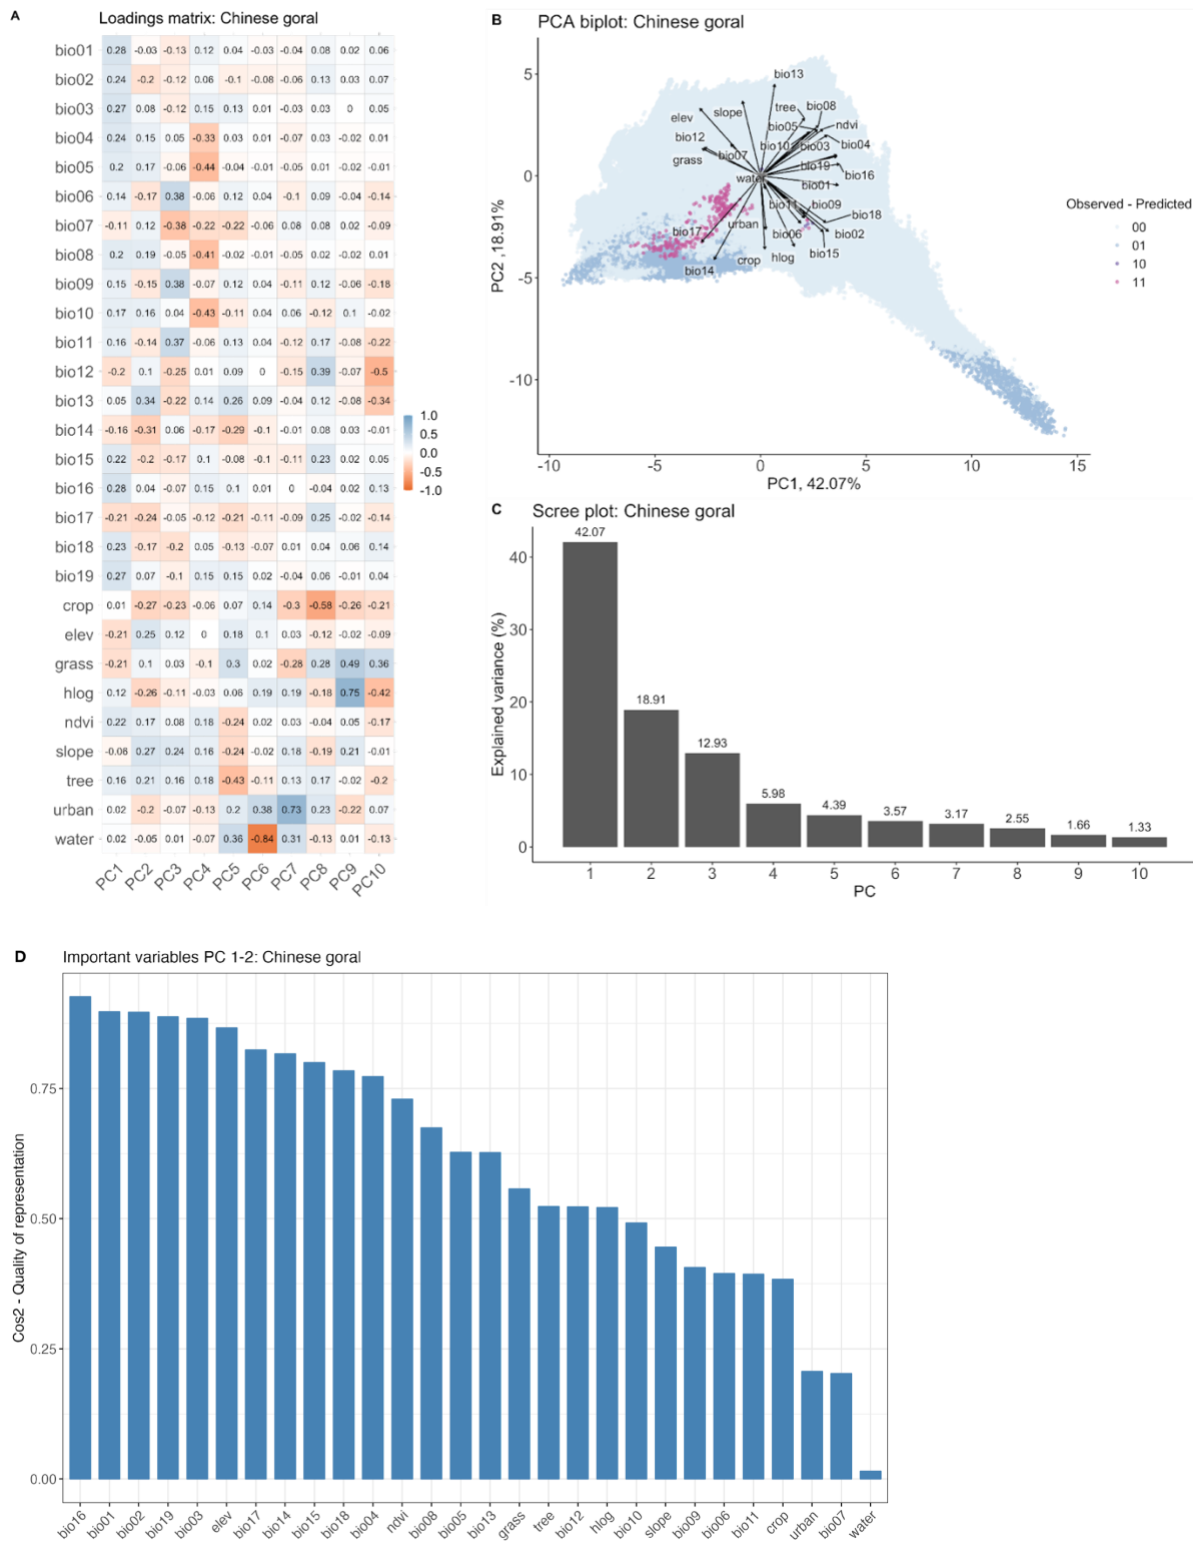 A
Loadings matrix: Chinese goral
bio01 0.28 -0.03 -0.13 0.12 0.04 -0.03 -0.04 0.08 0.02 0.06
bio02 0.24 -0.2 -0.12 0.06 -0.1 -0.08 -0.06 0.13 0.03 0.07
bio03 0.27 0.08 -0.12 0.15 0.13 0.01 -0.03 0.03 0 0.05
bio04 0.24 0.15 0.05 -0.33 0.03 0.01 -0.07 0.03 -0.02 0.01
bio05 0.2 0.17 -0.06 -0.44 -0.04 -0.01 -0.05 0.01 -0.02 -0.01
bio06 0.14 -0.17 0.38 -0.06 0.12 0.04 -0.1 0.09 -0.04 -0.14
bio07 -0.11 0.12 -0.38 -0.22 -0.22 -0.06 0.08 0.08 -0.02 -0.09
bio08 0.2 0.19 -0.05 -0.41 -0.02 -0.01 -0.05 -0.02 -0.02 0.01
bio09 0.15 -0.15 0.38 -0.07 0.12 0.04 -0.11 0.12 -0.06 -0.18
bio10 0.17 0.16 0.04 -0.43 -0.11 0.04 0.06 -0.12 0.1 -0.02
bio11 0.16 -0.14 0.37 -0.06 0.13 0.04 -0.12 0.17 -0.08 -0.22
bio12 -0.2 0.1 -0.25 0.01 0.09 0 -0.15 0.39 -0.07 -0.5
bio13 0.05 0.34 -0.22 0.14 0.26 0.09 -0.04 0.12 -0.08 -0.34
bio14 -0.16 -0.31 0.06 -0.17 -0.29 -0.1 -0.01 0.08 0.03 -0.01
bio15 0.22 -0.2 -0.17 0.1 -0.08 -0.1 -0.11 0.23 0.02 0.05
bio16 0.28 0.04 -0.07 0.15 0.1 0.01 0 -0.04 0.02 0.13
bio17 -0.21 -0.24 -0.05 -0.12 -0.21 -0.11 -0.09 0.25 -0.02 -0.14
bio18 0.23 -0.17 -0.2 0.05 -0.13 -0.07 0.01 0.04 0.06 0.14
bio19 0.27 0.07 -0.1 0.15 0.15 0.02 -0.04 0.06 -0.01 0.04
crop 0.01 -0.27 -0.23 -0.06 0.07 0.14 -0.3 -0.58 -0.26 -0.21
elev -0.21 0.25 0.12 0 0.18 0.1 0.03 -0.12 -0.02 -0.09
grass -0.21 0.1 0.03 -0.1 0.3 0.02 -0.28 0.28 0.49 0.36
hlog 0.12 -0.26 -0.11 -0.03 0.06 0.19 0.19 -0.18 0.75 -0.42
ndvi 0.22 0.17 0.08 0.18 -0.24 0.02 0.03 -0.04 0.05 -0.17
slope -0.08 0.27 0.24 0.16 -0.24 -0.02 0.18 -0.19 0.21 -0.01
tree 0.16 0.21 0.16 0.18 -0.43 -0.11 0.13 0.17 -0.02 -0.2
urban 0.02 -0.2 -0.07 -0.13 0.2 0.38 0.73 0.23 -0.22 0.07
water 0.02 -0.05 0.01 -0.07 0.36 -0.84 0.31 -0.13 0.01 -0.13
PC1 PC2 PC3 PC4 PC5 PC6 PC7 PC8 PC9 PC10
1.0
0.5
0.0
-0.5
-1.0
B
PCA biplot: Chinese goral
PC2 ,18.91%
5
0
-5
-10
bio13
elev slope tree bio08
bio12 bio05 ndvi
grass bio07 bio10 bio03 bio04
bio19
water bio01 bio16
bio11 bio09 bio18
bio17 urban bio06 bio02
bio14 crop hlog bio15
-10 -5 0 5 10 15
PC1, 42.07%
Observed - Predicted
00
01
10
11
C
Scree plot: Chinese goral
Explained variance (%)
40
30
20
10
0
42.07
18.91
12.93
5.98
4.39
3.57
3.17
2.55
1.66
1.33
1 2 3 4 5 6 7 8 9 10
PC
D
Important variables PC 1-2: Chinese goral
Cos2 - Quality of representation
0.75
0.50
0.25
0.00
bio16 bio01 bio02 bio19 bio03 elev bio17 bio14 bio15 bio18 bio04 ndvi bio08 bio05 bio13 grass tree bio12 hlog bio10 slope bio09 bio06 bio11 crop urban bio07 water